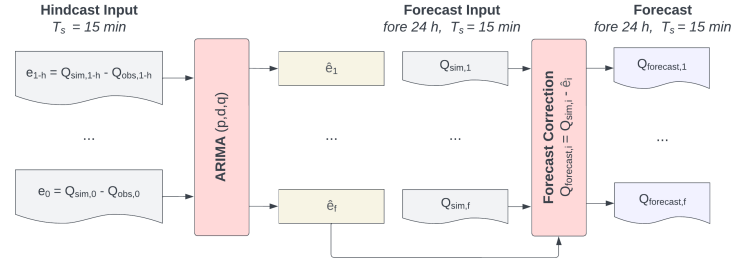 Hindcast Input
Tₛ = 15 min
Forecast Input
fore 24 h, Tₛ = 15 min
Forecast
fore 24 h, Tₛ = 15 min
e1-h = Qsim,1-h - Qobs,1-h
...
e0 = Qsim,0 - Qobs,0
ARIMA (p,d,q)
ê1
...
êf
Qsim,1
...
Qsim,f
Forecast Correction
Qforecast,i = Qsim,i - êi
Qforecast,1
...
Qforecast,f